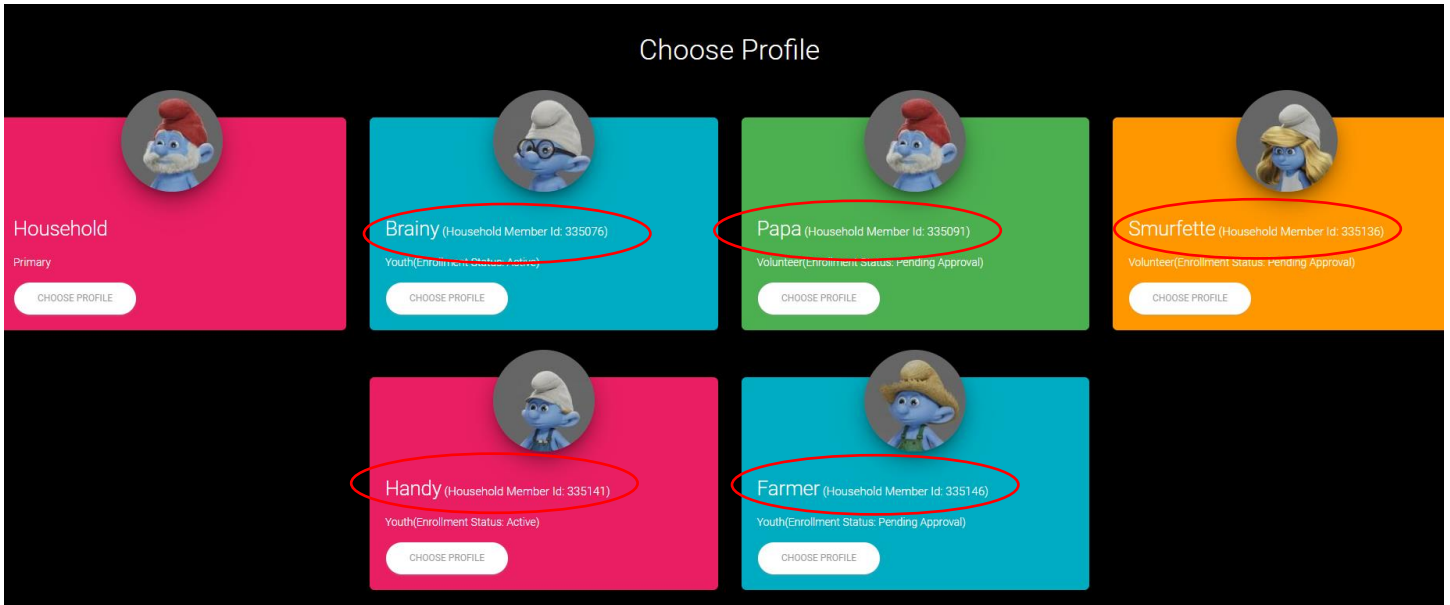 Choose Profile
Household
Primary
CHOOSE PROFILE
Brainy (Household Member Id: 335076)
Youth(Enrollment Status: Active)
CHOOSE PROFILE
Papa (Household Member Id: 335091)
Volunteer(Enrollment Status: Pending Approval)
CHOOSE PROFILE
Smurfette (Household Member Id: 335136)
Volunteer(Enrollment Status: Pending Approval)
CHOOSE PROFILE
Handy (Household Member Id: 335141)
Youth(Enrollment Status: Active)
CHOOSE PROFILE
Farmer (Household Member Id: 335146)
Youth(Enrollment Status: Pending Approval)
CHOOSE PROFILE